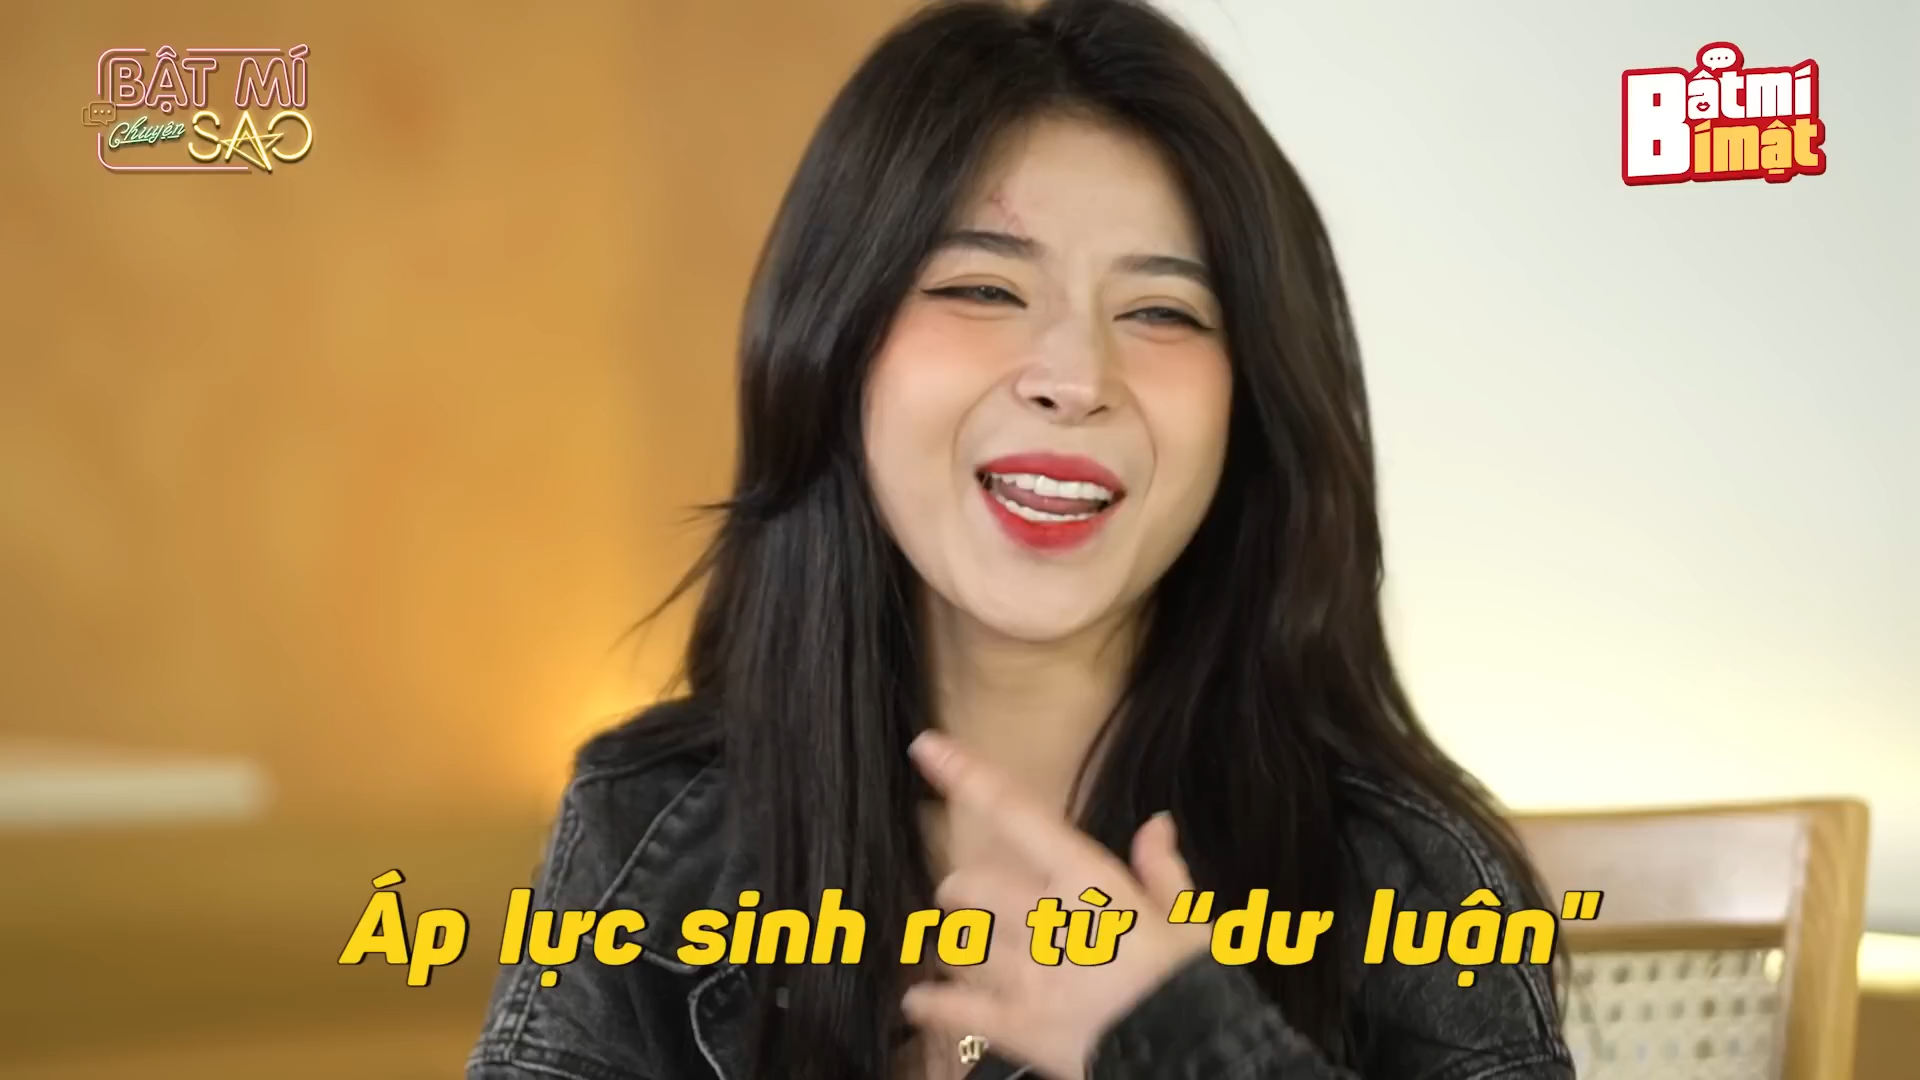 BẬT MÍ
Chuyện SAO
Bật mí
Bí mật
Áp lực sinh ra từ “dư luận”